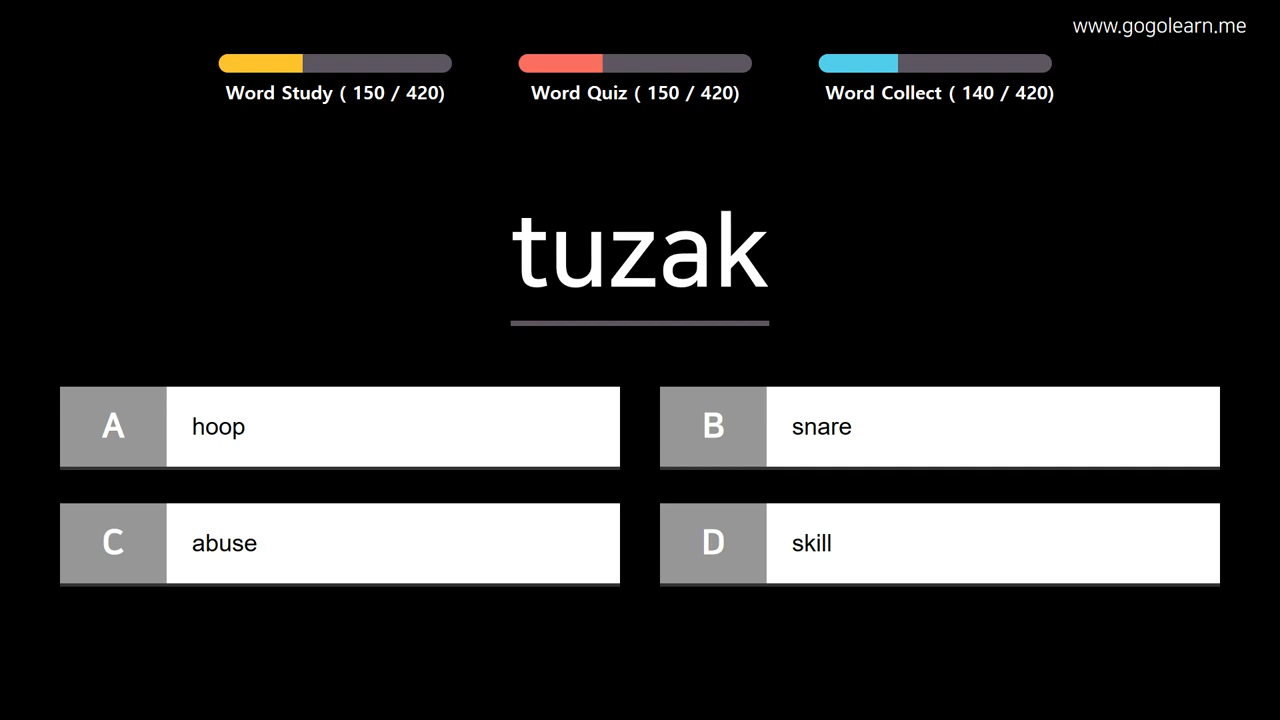 www.gogolearn.me
Word Study ( 150 / 420)
Word Quiz ( 150 / 420)
Word Collect ( 140 / 420)
tuzak
A hoop
B snare
C abuse
D skill